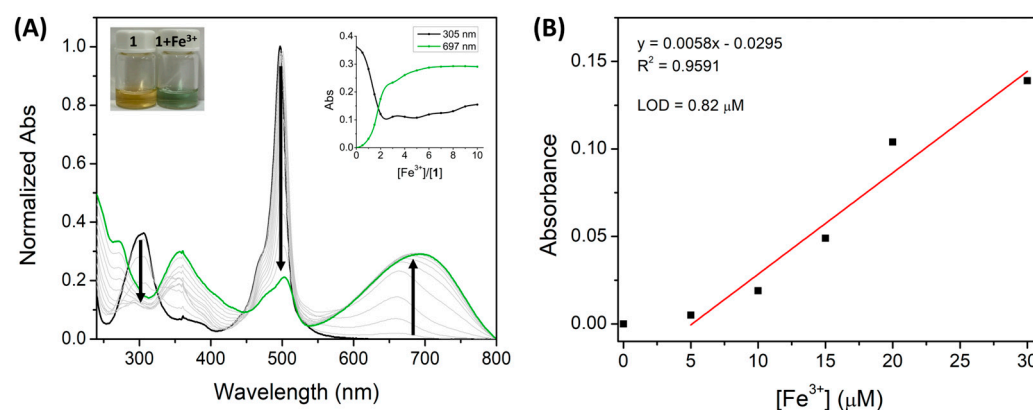 (A)
1 1+Fe³⁺
Normalized Abs
1.0
0.8
0.6
0.4
0.2
0.0
300 400 500 600 700 800
Wavelength (nm)
305 nm
697 nm
Abs
0.4
0.3
0.2
0.1
0.0
0 2 4 6 8 10
[Fe³⁺]/[1]
(B)
y = 0.0058x - 0.0295
R² = 0.9591
LOD = 0.82 µM
Absorbance
0.15
0.10
0.05
0.00
0 5 10 15 20 25 30
[Fe³⁺] (µM)